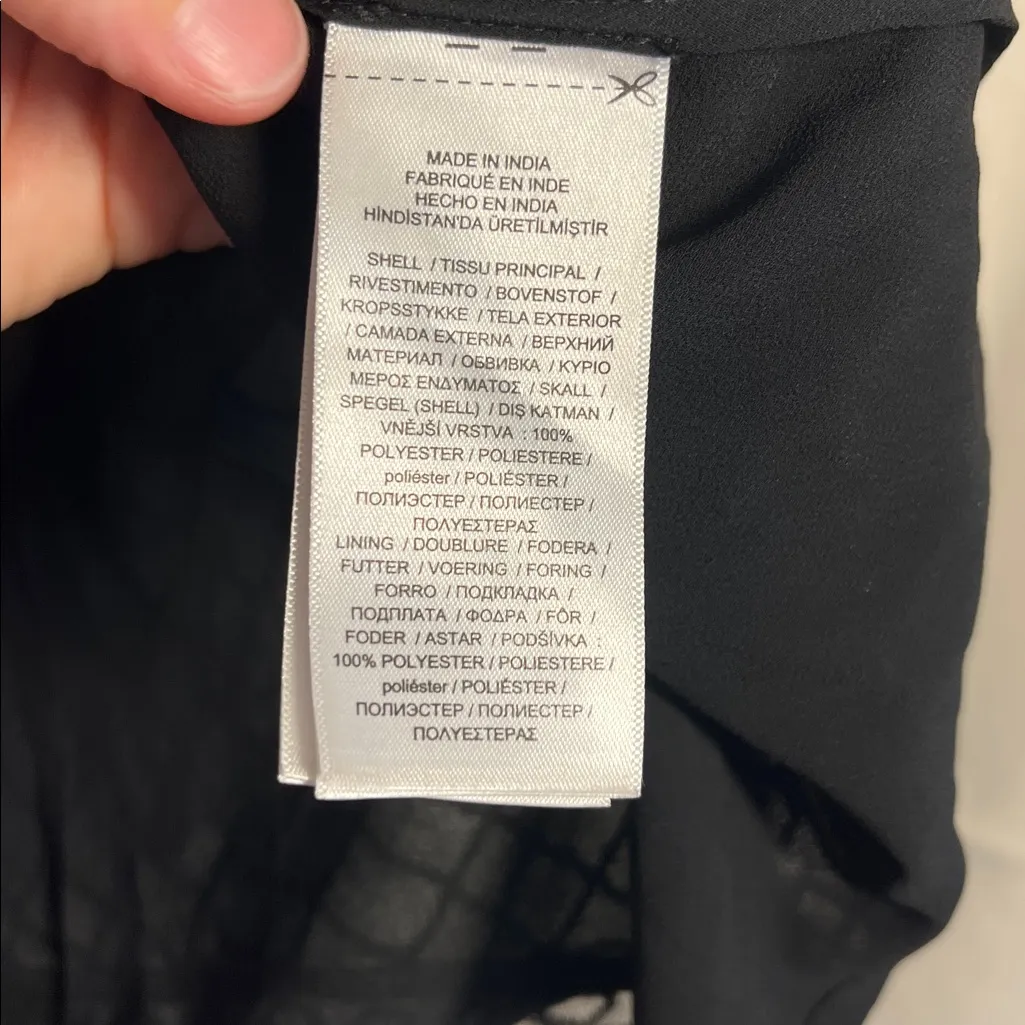 MADE IN INDIA
FABRIQUÉ EN INDE
HECHO EN INDIA
HİNDİSTAN'DA ÜRETİLMİŞTİR
SHELL / TISSU PRINCIPAL /
RIVESTIMENTO / BOVENSTOF /
KROPSSTYKKE / TELA EXTERIOR
/ CAMADA EXTERNA / ВЕРХНИЙ
МАТЕРИАЛ / ОБВИВКА / ΚΥΡΙΟ
ΜΕΡΟΣ ΕΝΔΥΜΑΤΟΣ / SKALL /
SPEGEL (SHELL) / DIŞ KATMAN /
VNĚJŠÍ VRSTVA : 100%
POLYESTER / POLIESTERE /
poliéster / POLIÉSTER /
ПОЛИЭСТЕР / ПОЛИЕСТЕР /
ΠΟΛΥΕΣΤΕΡΑΣ
LINING / DOUBLURE / FODERA /
FUTTER / VOERING / FORING /
FORRO / ПОДКЛАДКА /
ПОДПЛАТА / ΦΟΔΡΑ / FÔR /
FODER / ASTAR / PODŠÍVKA :
100% POLYESTER / POLIESTERE /
poliéster / POLIÉSTER /
ПОЛИЭСТЕР / ПОЛИЕСТЕР /
ΠΟΛΥΕΣΤΕΡΑΣ